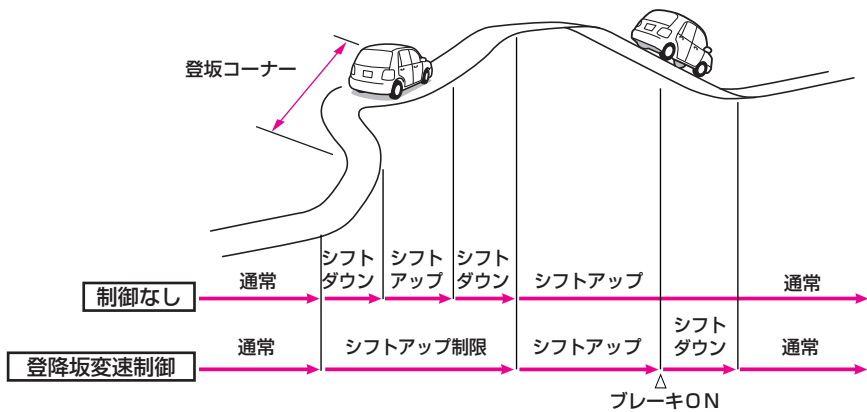 登坂コーナー
通常
シフト
ダウン
シフト
アップ
シフト
ダウン
シフトアップ
通常
制御なし
通常
シフトアップ制限
シフトアップ
シフト
ダウン
通常
登降坂変速制御
ブレーキON